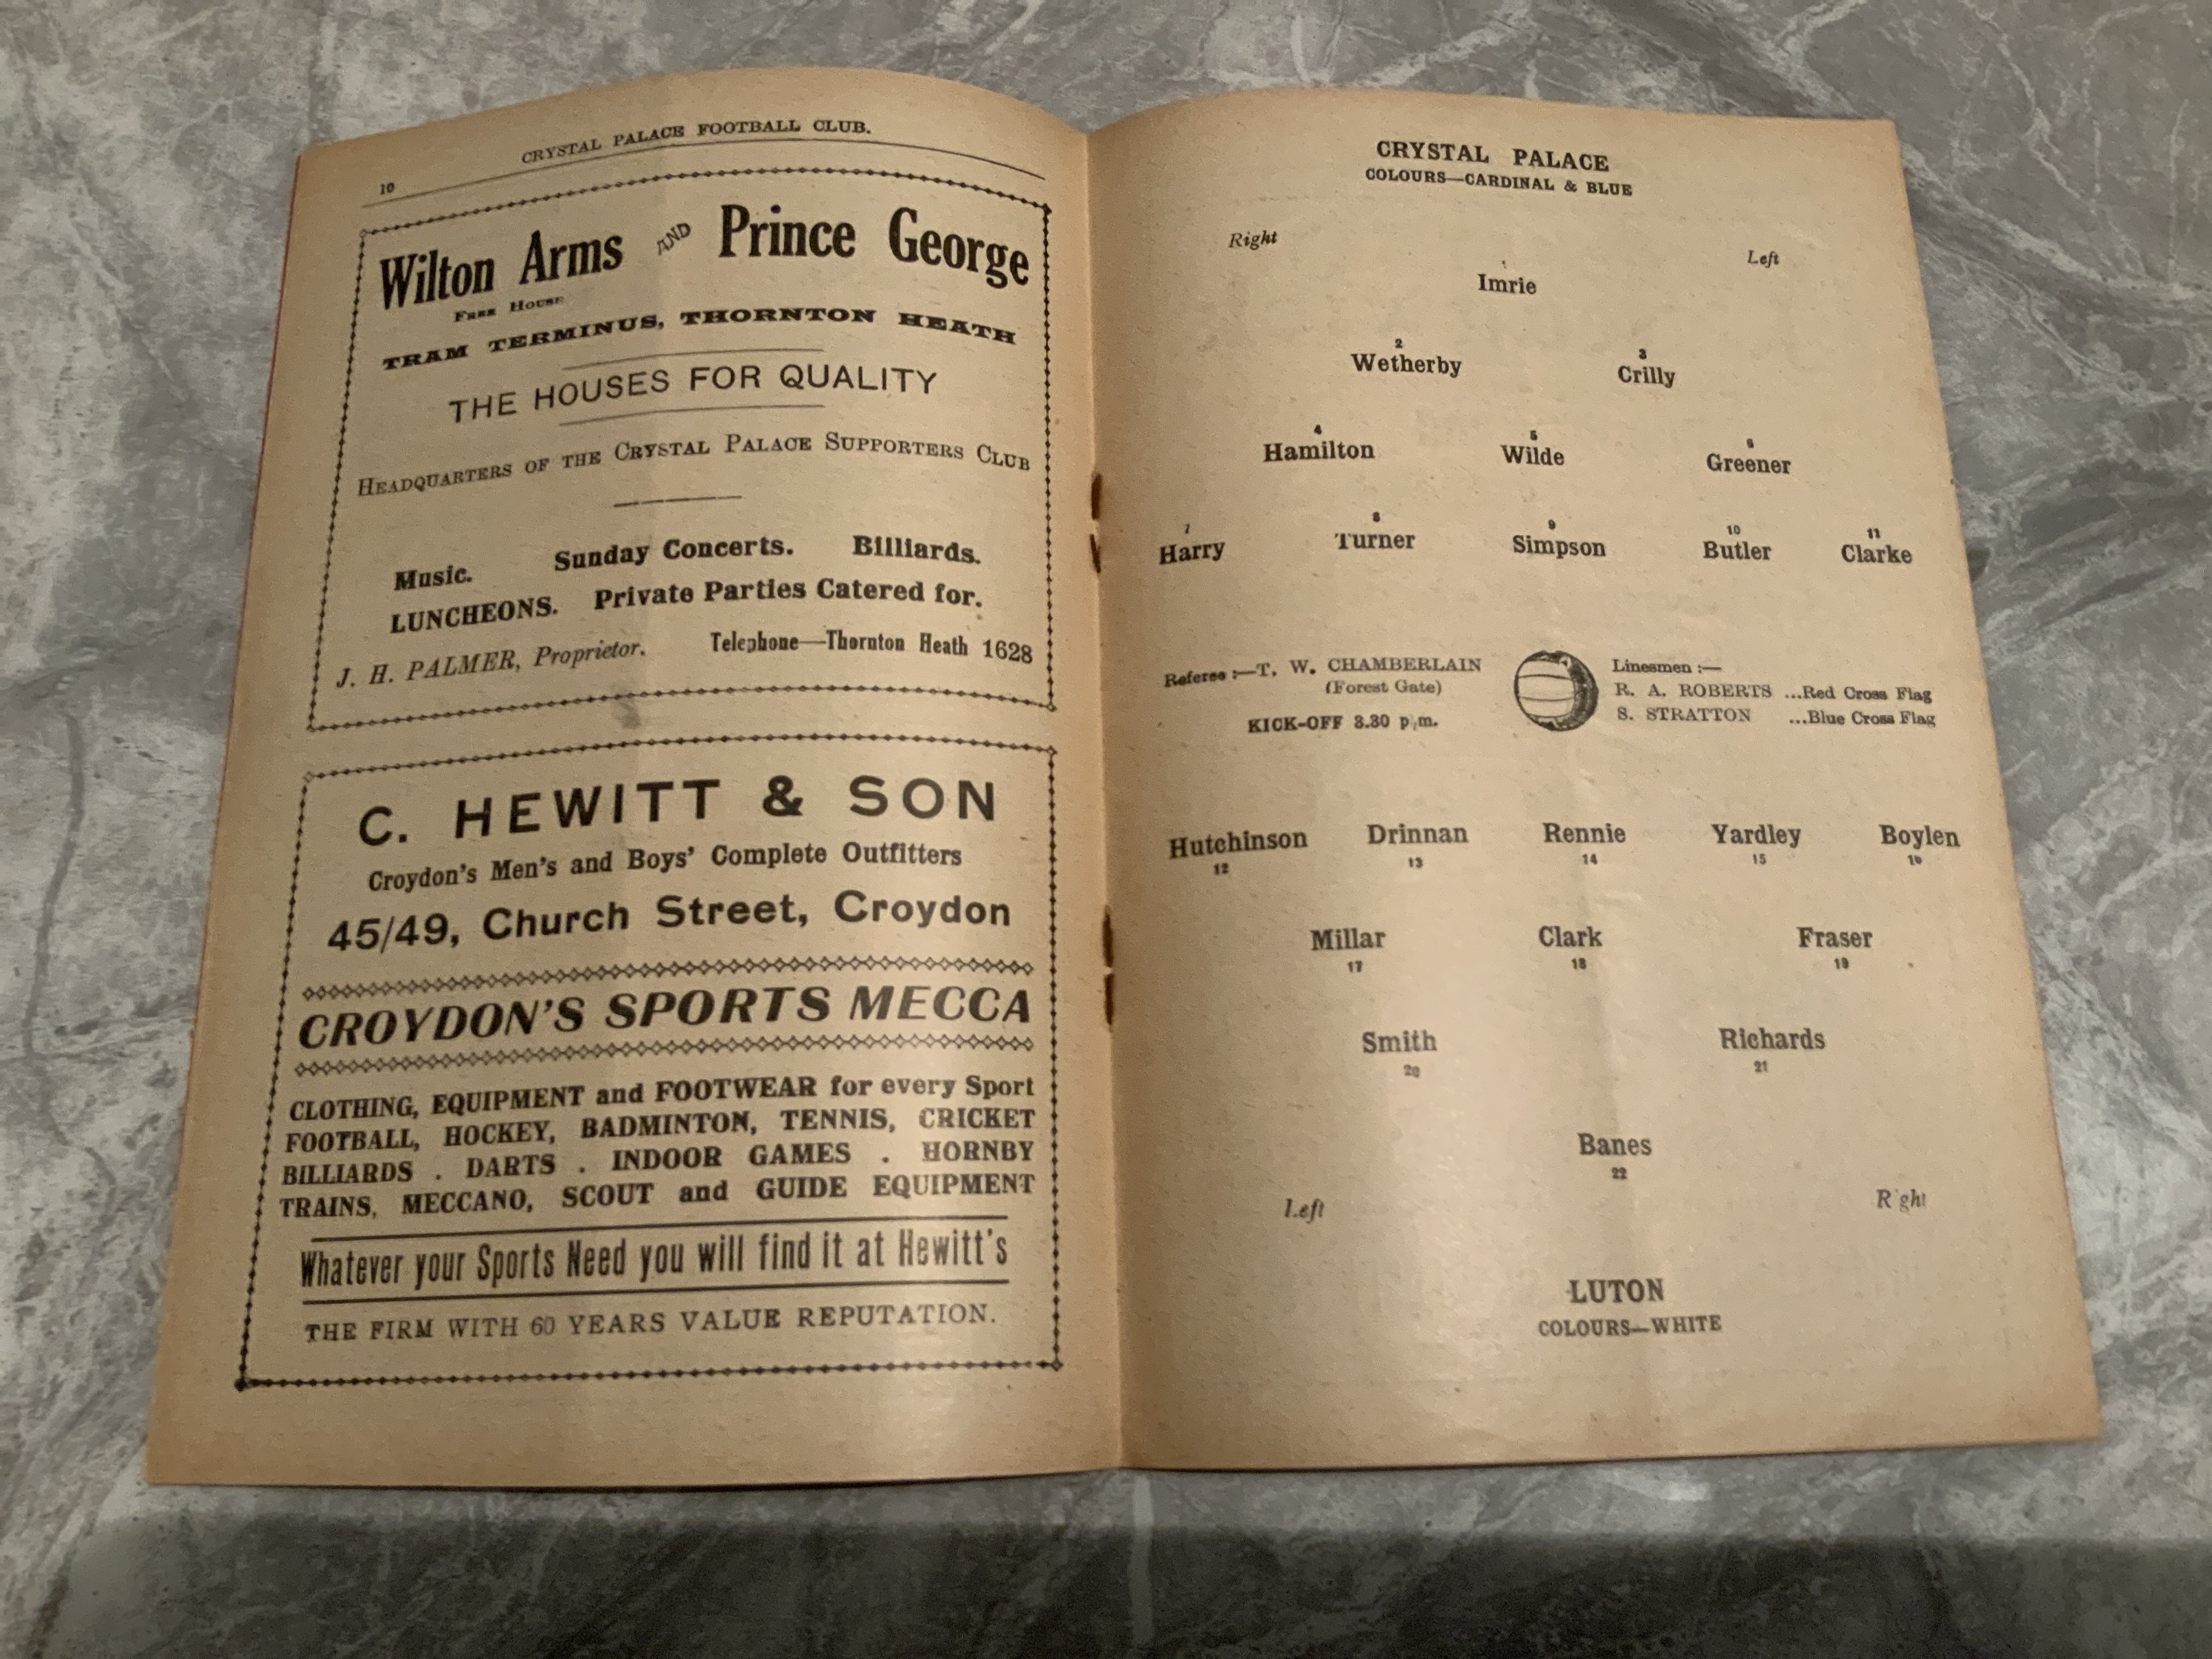 CRYSTAL PALACE FOOTBALL CLUB.
10
Wilton Arms AND Prince George
FREE HOUSE
TRAM TERMINUS, THORNTON HEATH
THE HOUSES FOR QUALITY
HEADQUARTERS OF THE CRYSTAL PALACE SUPPORTERS CLUB
Music. Sunday Concerts. Billiards.
LUNCHEONS. Private Parties Catered for.
J. H. PALMER, Proprietor. Telephone—Thornton Heath 1628
C. HEWITT & SON
Croydon's Men's and Boys' Complete Outfitters
45/49, Church Street, Croydon
CROYDON'S SPORTS MECCA
CLOTHING, EQUIPMENT and FOOTWEAR for every Sport
FOOTBALL, HOCKEY, BADMINTON, TENNIS, CRICKET
BILLIARDS . DARTS . INDOOR GAMES . HORNBY
TRAINS, MECCANO, SCOUT and GUIDE EQUIPMENT
Whatever your Sports Need you will find it at Hewitt's
THE FIRM WITH 60 YEARS VALUE REPUTATION.
CRYSTAL PALACE
COLOURS—CARDINAL & BLUE
Right Left
Imrie
2 3
Wetherby Crilly
4 5 6
Hamilton Wilde Greener
7 8 9 10 11
Harry Turner Simpson Butler Clarke
Referee :—T. W. CHAMBERLAIN
(Forest Gate)
KICK-OFF 3.30 p.m.
Linesmen :—
R. A. ROBERTS ...Red Cross Flag
S. STRATTON ...Blue Cross Flag
Hutchinson Drinnan Rennie Yardley Boylen
12 13 14 15 16
Millar Clark Fraser
17 18 19
Smith Richards
20 21
Banes
22
Left Right
LUTON
COLOURS—WHITE